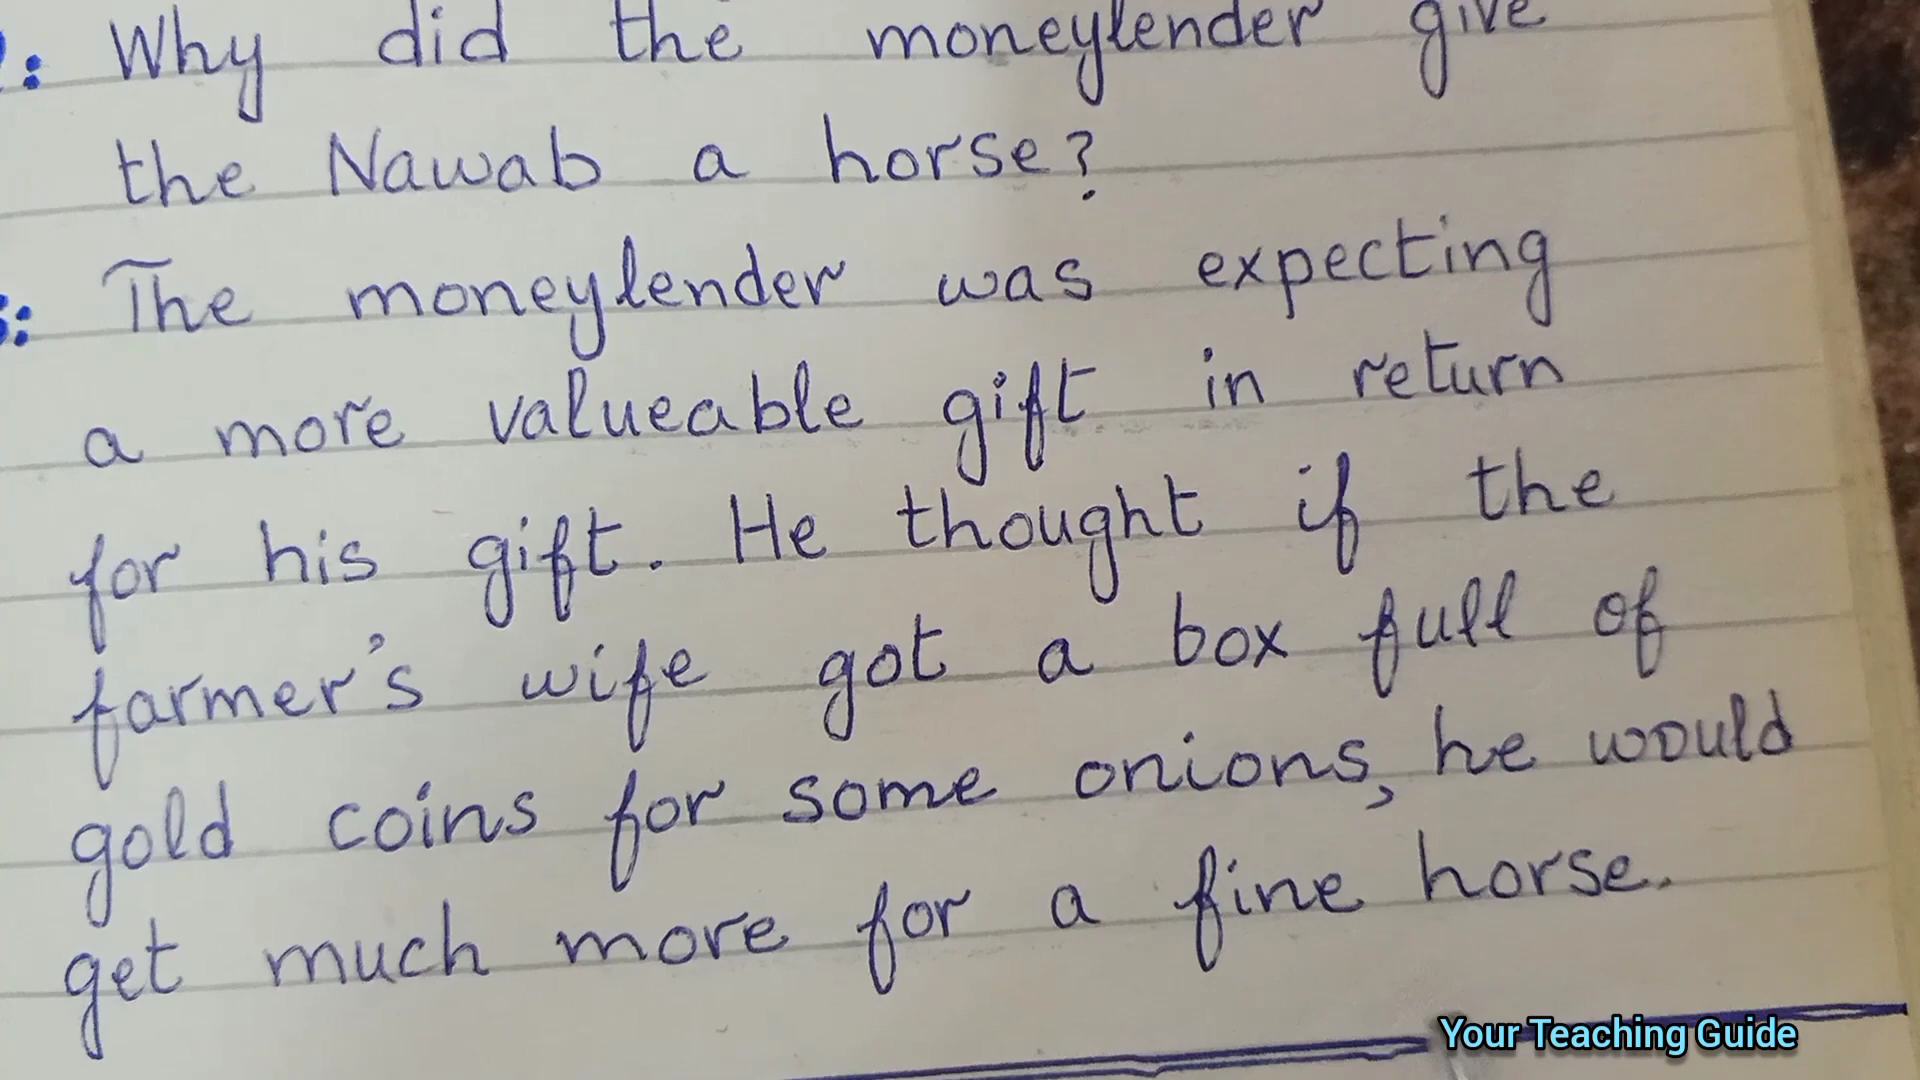 : Why did the moneylender give
the Nawab a horse?
: The moneylender was expecting
a more valueable gift in return
for his gift. He thought if the
farmer's wife got a box full of
gold coins for some onions, he would
get much more for a fine horse.
Your Teaching Guide